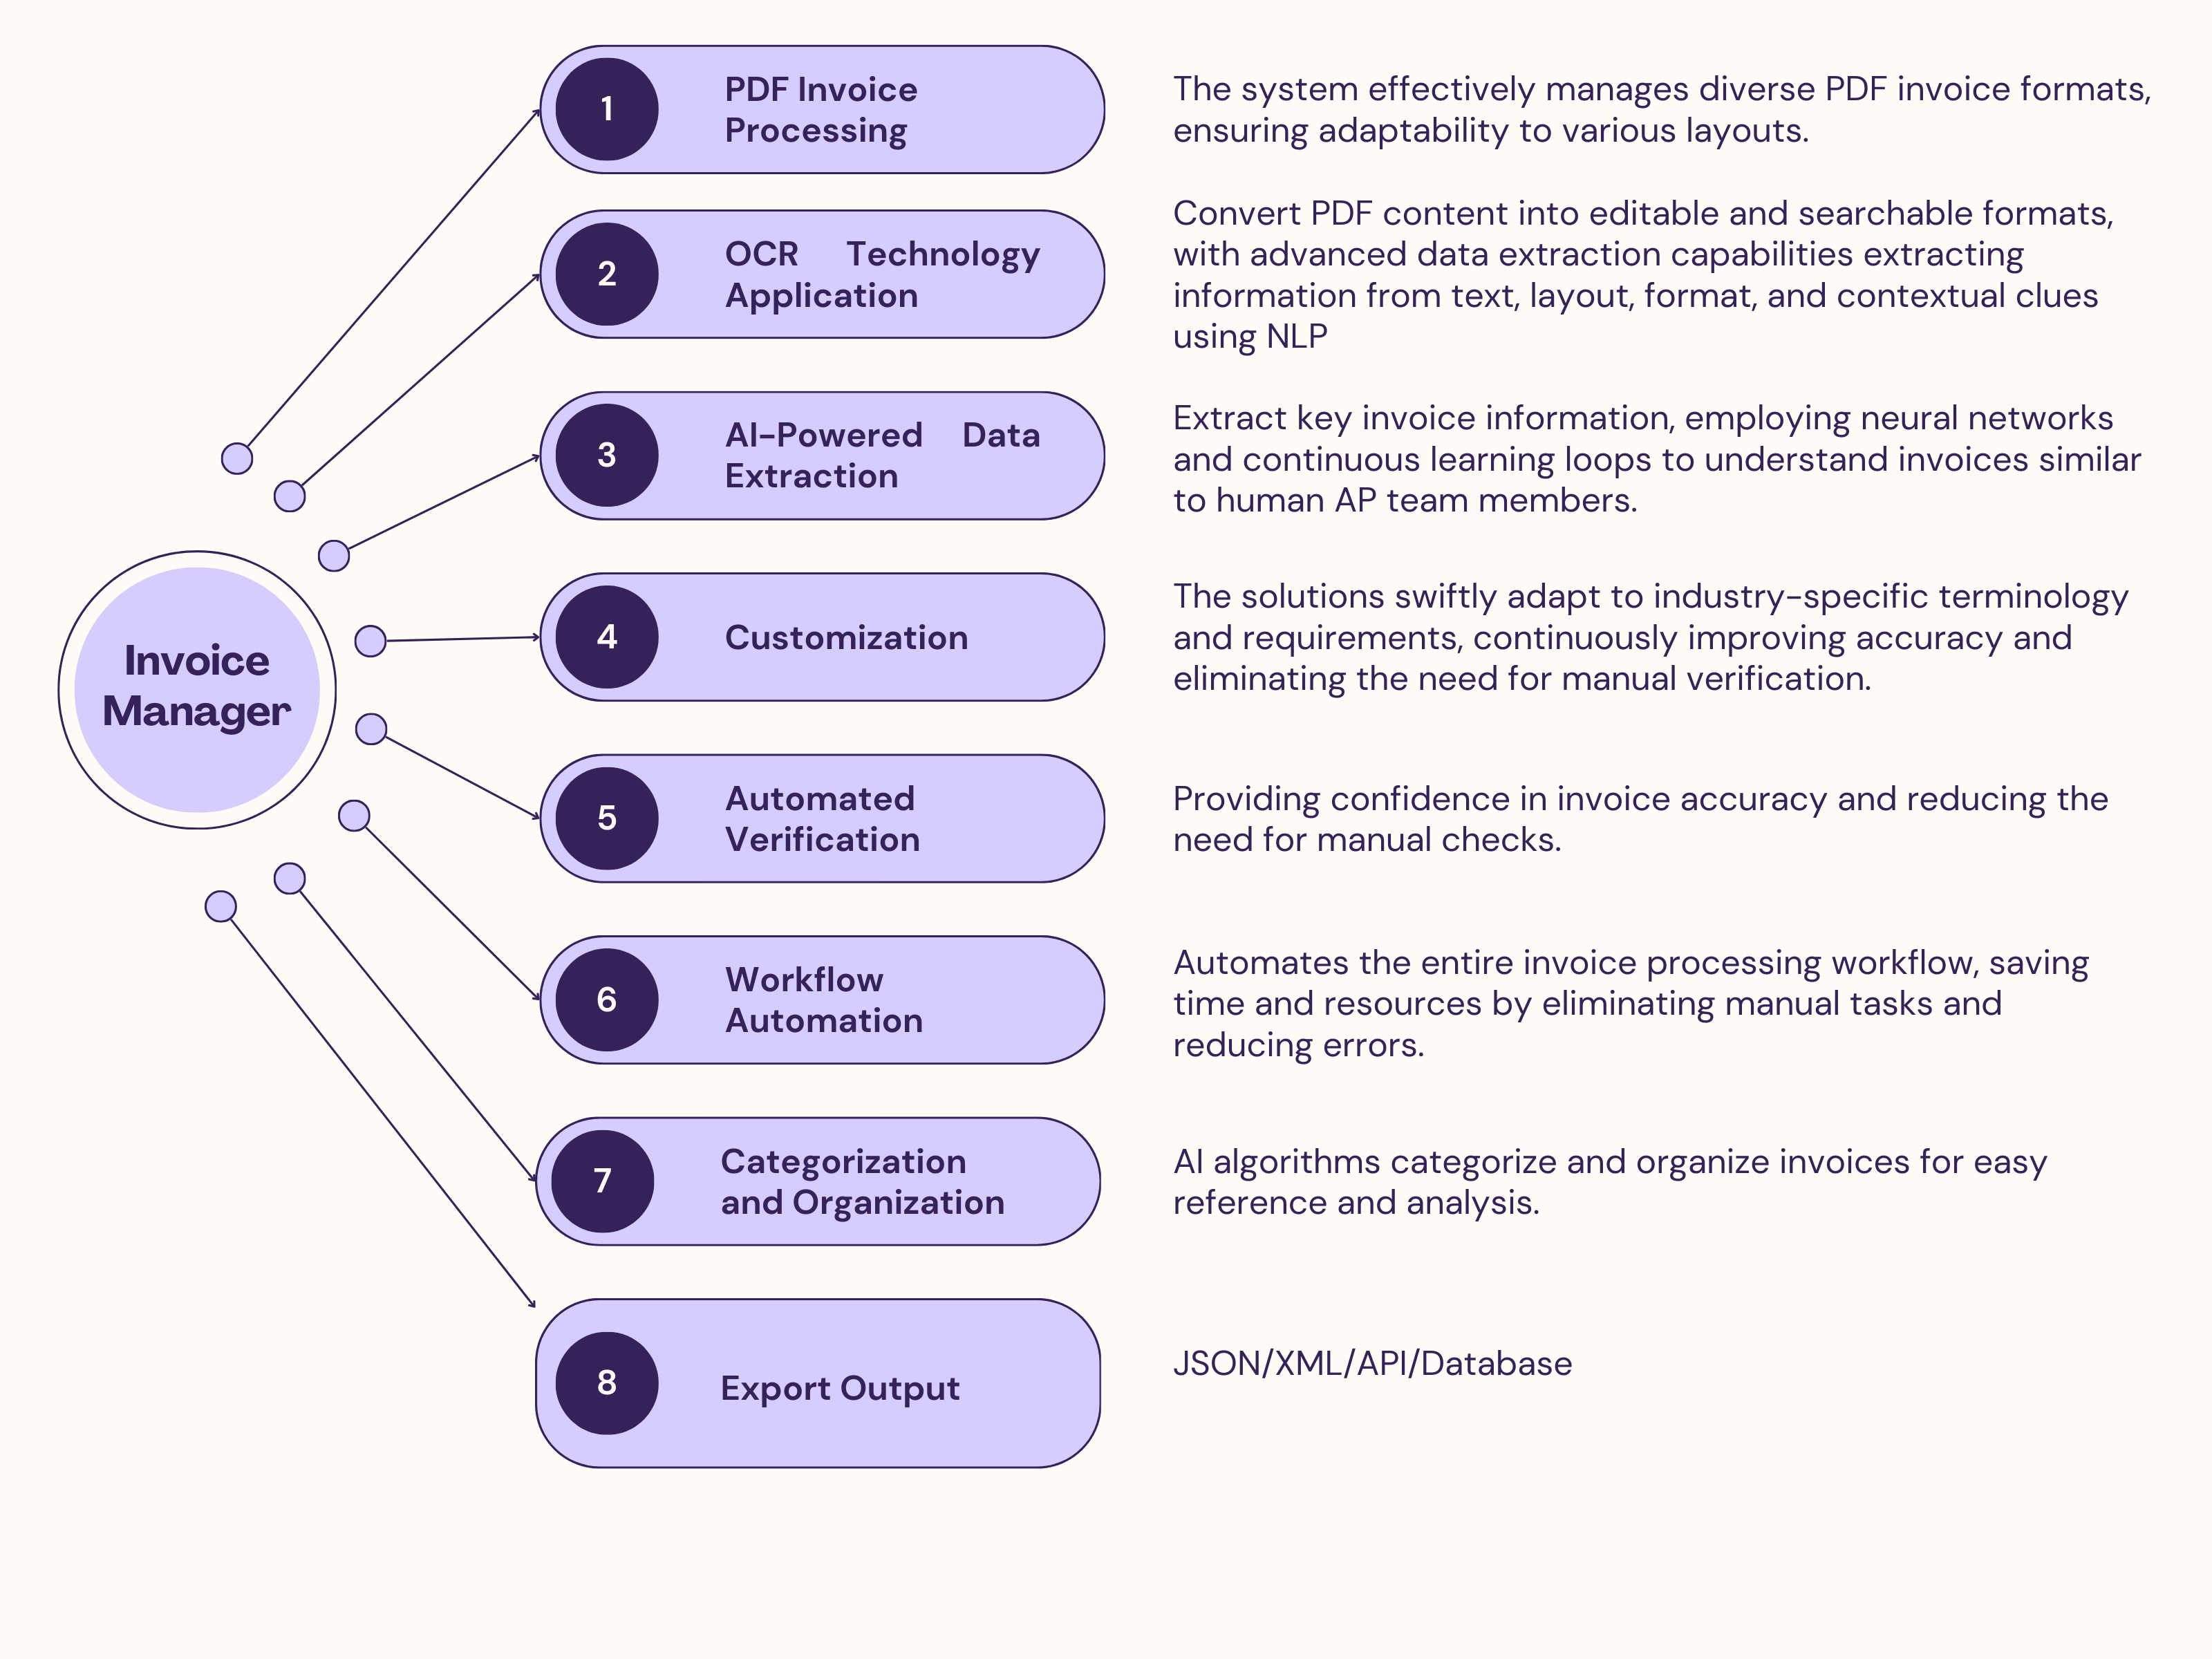 Invoice
Manager
1
PDF Invoice
Processing
The system effectively manages diverse PDF invoice formats,
ensuring adaptability to various layouts.
2
OCR Technology
Application
Convert PDF content into editable and searchable formats,
with advanced data extraction capabilities extracting
information from text, layout, format, and contextual clues
using NLP
3
AI-Powered Data
Extraction
Extract key invoice information, employing neural networks
and continuous learning loops to understand invoices similar
to human AP team members.
4
Customization
The solutions swiftly adapt to industry-specific terminology
and requirements, continuously improving accuracy and
eliminating the need for manual verification.
5
Automated
Verification
Providing confidence in invoice accuracy and reducing the
need for manual checks.
6
Workflow
Automation
Automates the entire invoice processing workflow, saving
time and resources by eliminating manual tasks and
reducing errors.
7
Categorization
and Organization
AI algorithms categorize and organize invoices for easy
reference and analysis.
8
Export Output
JSON/XML/API/Database